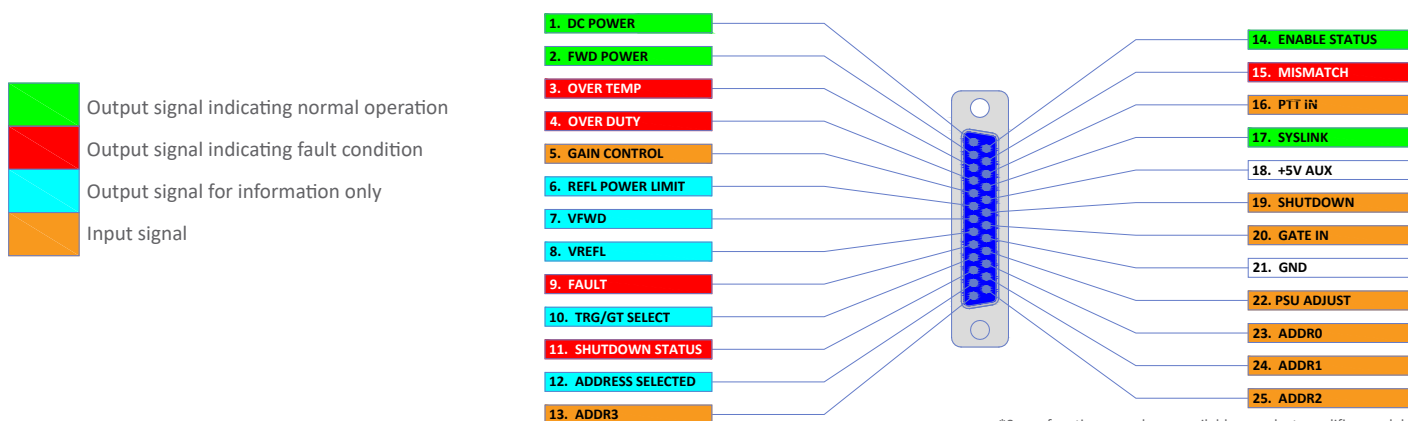 Output signal indicating normal operation
Output signal indicating fault condition
Output signal for information only
Input signal
1. DC POWER
2. FWD POWER
3. OVER TEMP
4. OVER DUTY
5. GAIN CONTROL
6. REFL POWER LIMIT
7. VFWD
8. VREFL
9. FAULT
10. TRG/GT SELECT
11. SHUTDOWN STATUS
12. ADDRESS SELECTED
13. ADDR3
14. ENABLE STATUS
15. MISMATCH
16. PTT IN
17. SYSLINK
18. +5V AUX
19. SHUTDOWN
20. GATE IN
21. GND
22. PSU ADJUST
23. ADDR0
24. ADDR1
25. ADDR2